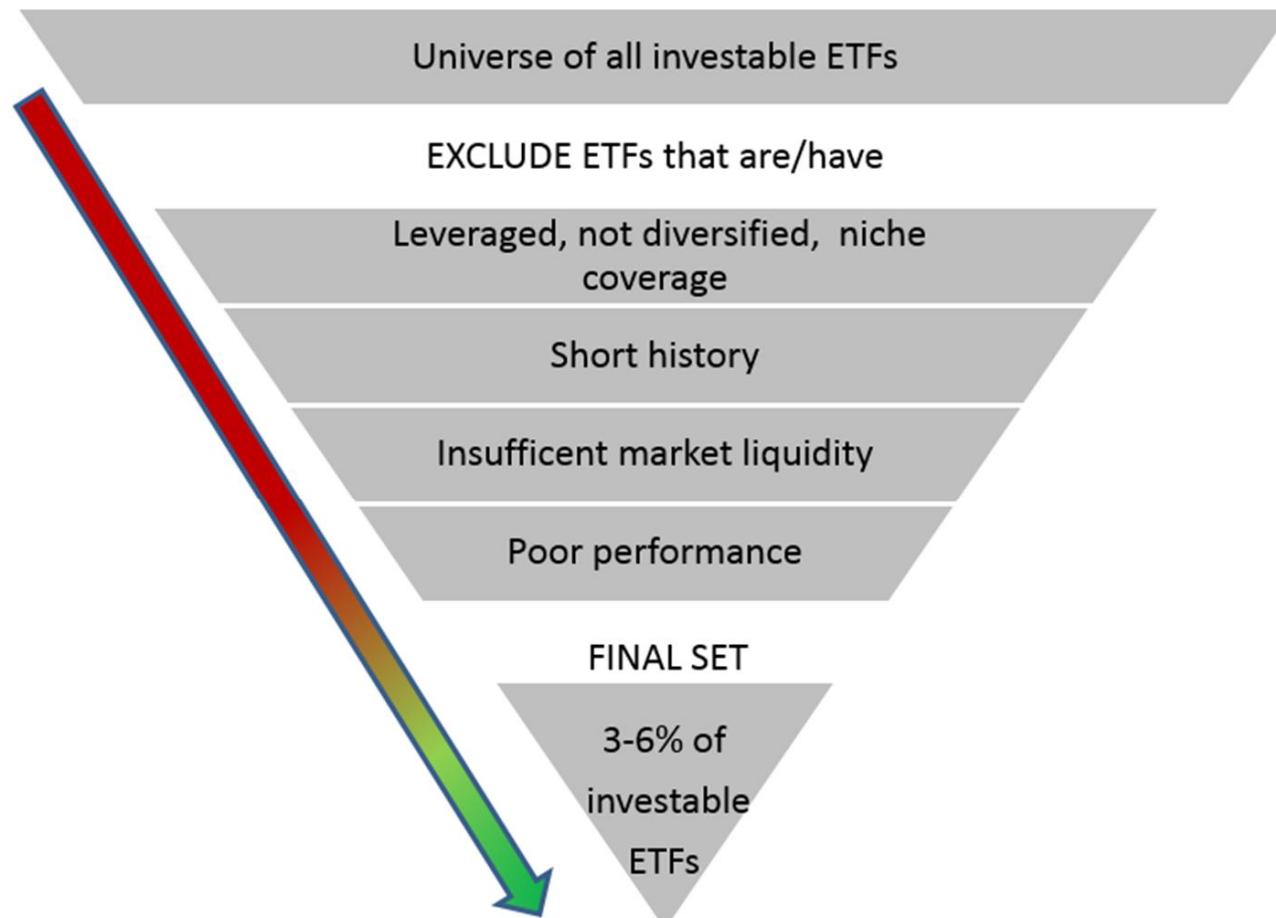 Universe of all investable ETFs
EXCLUDE ETFs that are/have
Leveraged, not diversified,  niche
coverage
Short history
Insufficent market liquidity
Poor performance
FINAL SET
3-6% of
investable
ETFs